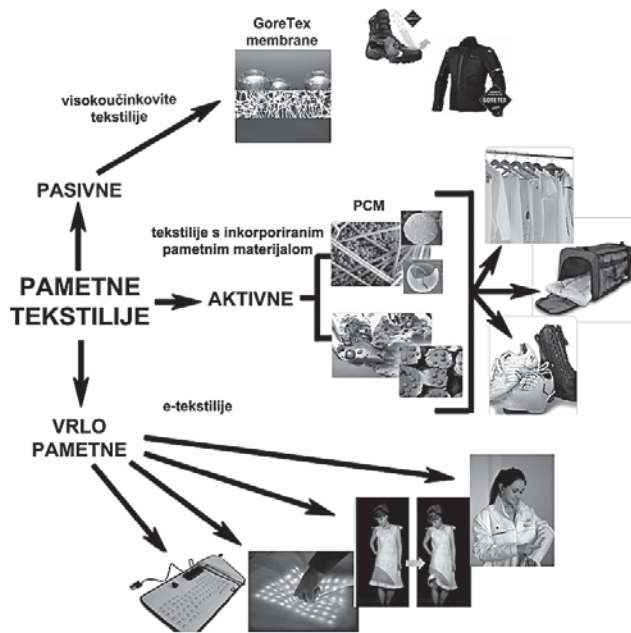 GoreTex
membrane
visokoučinkovite
tekstilije
GORE-TEX
PASIVNE
PCM
tekstilije s inkorporiranim
pametnim materijalom
PAMETNE
TEKSTILIJE
AKTIVNE
e-tekstilije
VRLO
PAMETNE